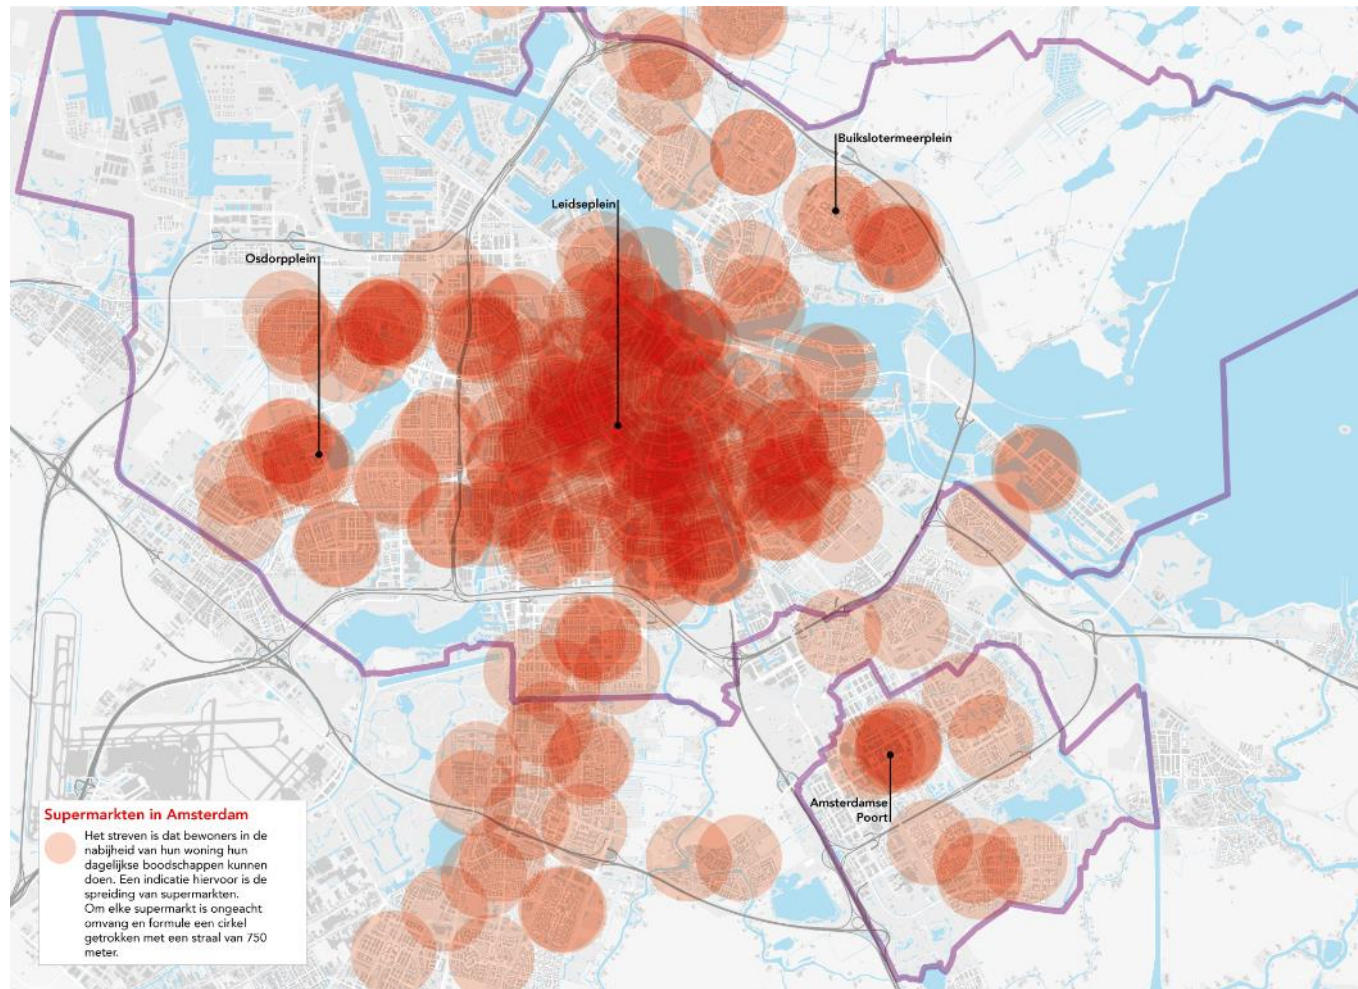 Buikslotermeerplein
Leidseplein
Osdorpplein
Amsterdamse
Poort
Supermarkten in Amsterdam
Het streven is dat bewoners in de
nabijheid van hun woning hun
dagelijkse boodschappen kunnen
doen. Een indicatie hiervoor is de
spreiding van supermarkten.
Om elke supermarkt is ongeacht
omvang en formule een cirkel
getrokken met een straal van 750
meter.